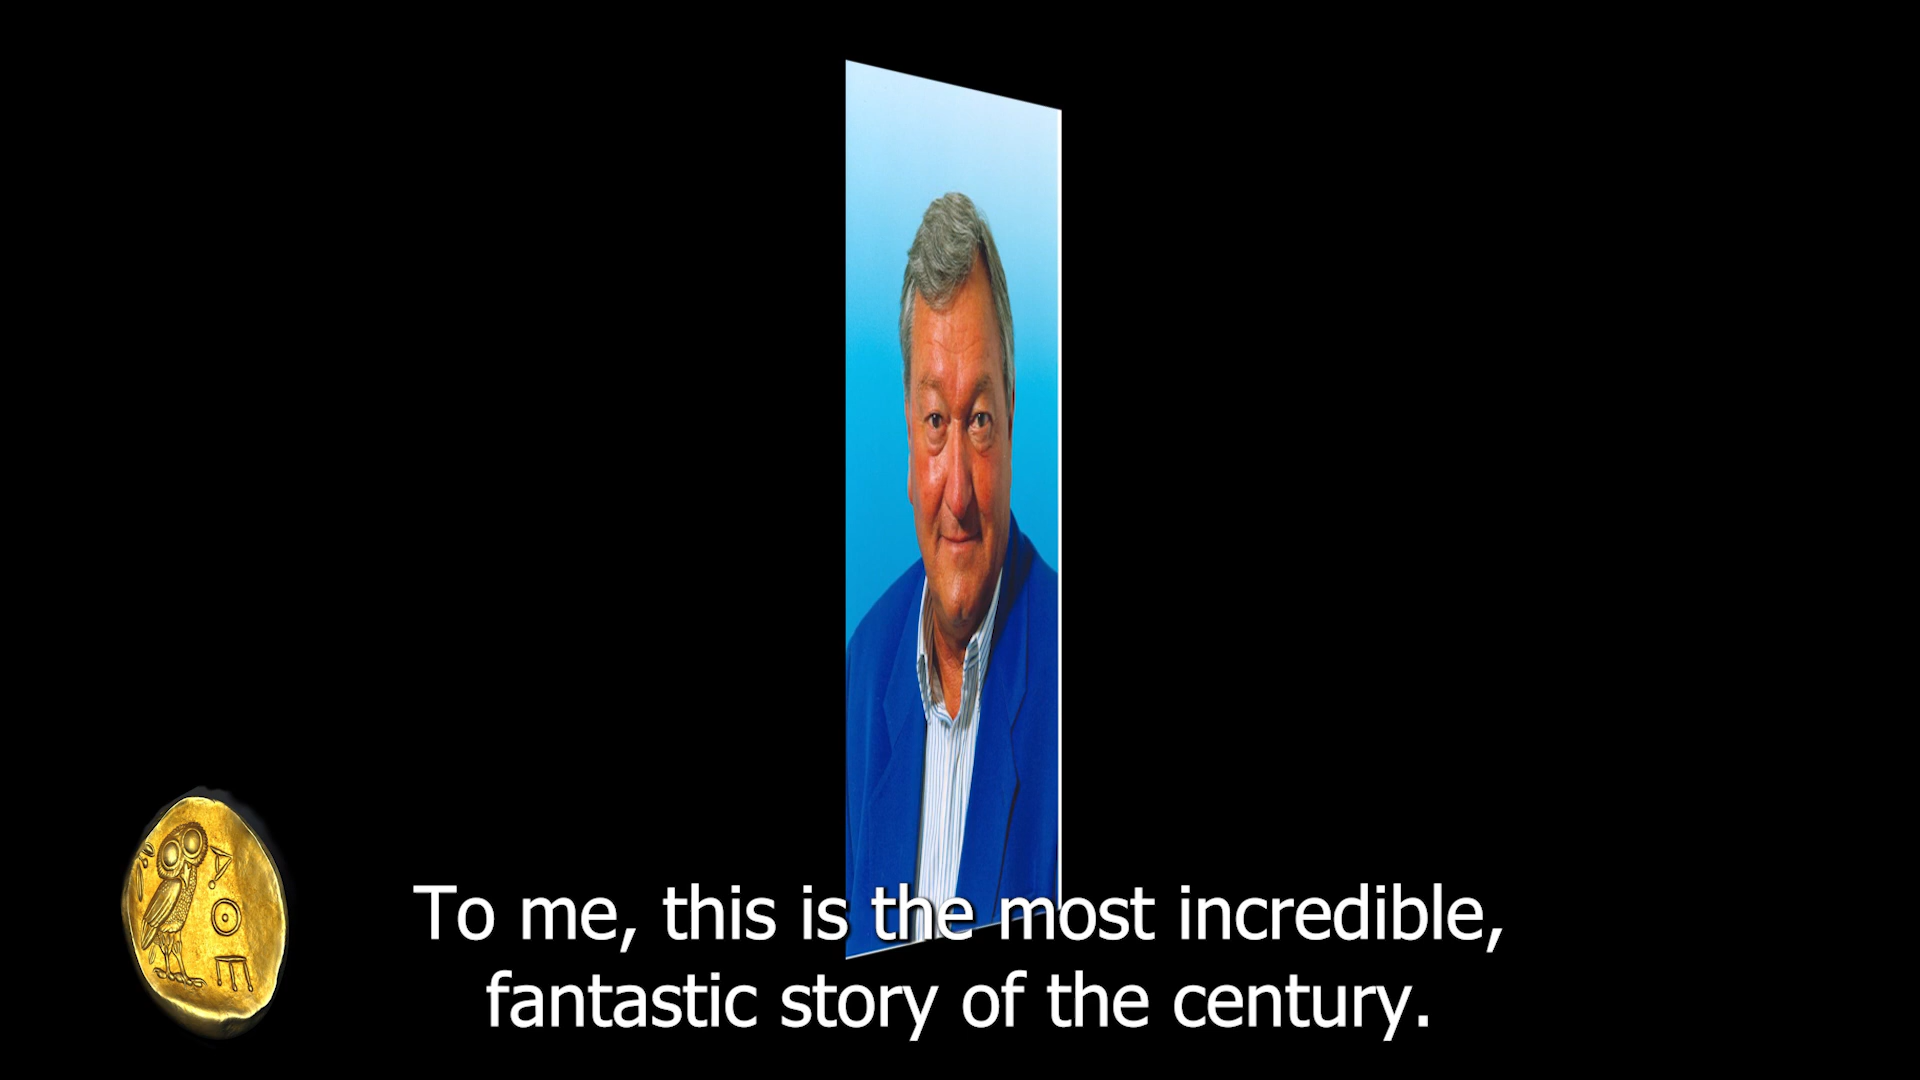 To me, this is the most incredible,
fantastic story of the century.